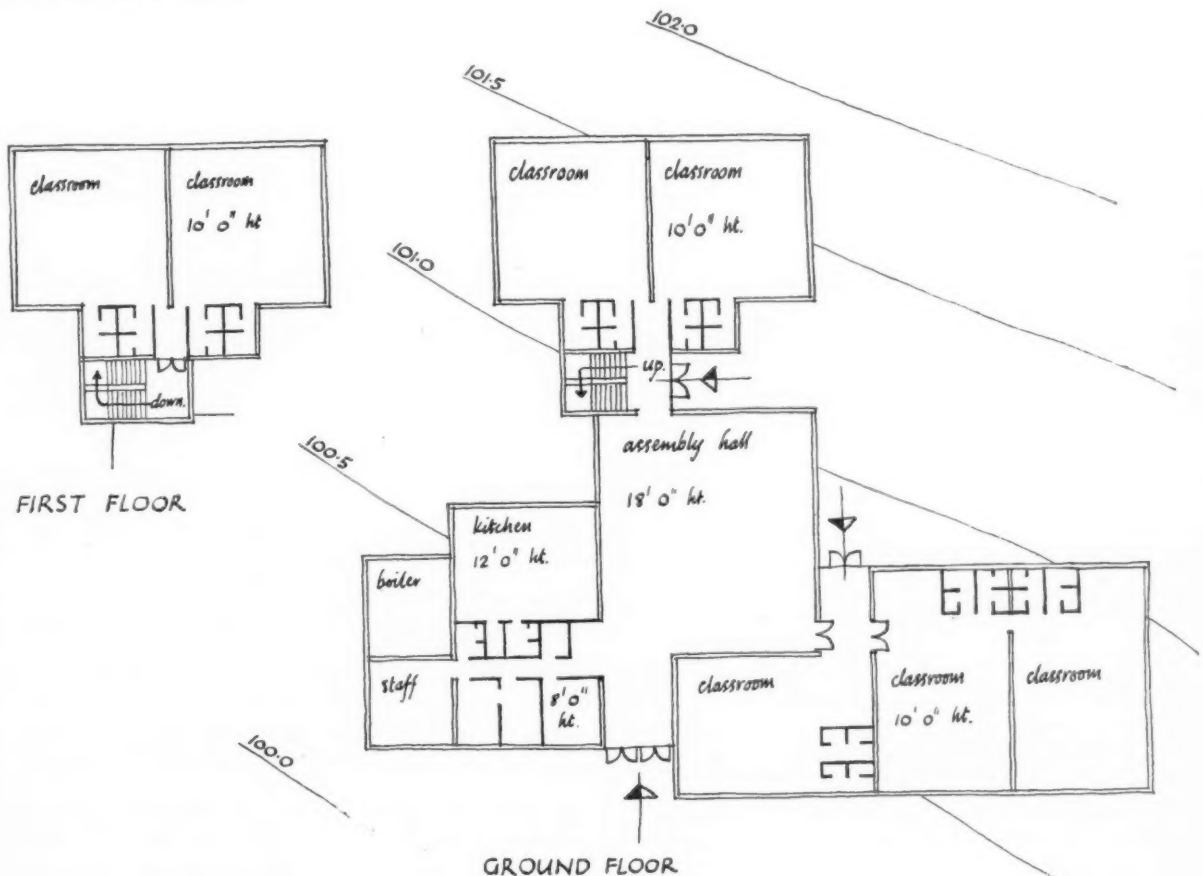 102.0
101.5
classroom
classroom
10' 0" ht
down.
FIRST FLOOR
classroom
classroom
10' 0" ht.
101.0
up.
assembly hall
18' 0" ht.
100.5
kitchen
12' 0" ht.
boiler
staff
8' 0"
ht.
classroom
classroom
10' 0" ht.
classroom
100.0
GROUND FLOOR